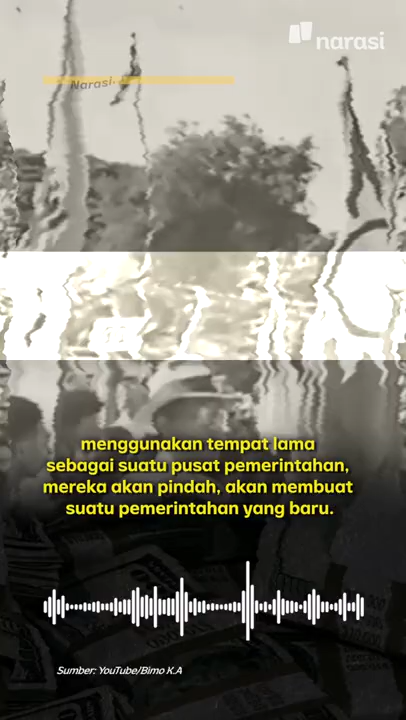 narasi
Narasi.
menggunakan tempat lama
sebagai suatu pusat pemerintahan,
mereka akan pindah, akan membuat
suatu pemerintahan yang baru.
Sumber: YouTube/Bimo K.A